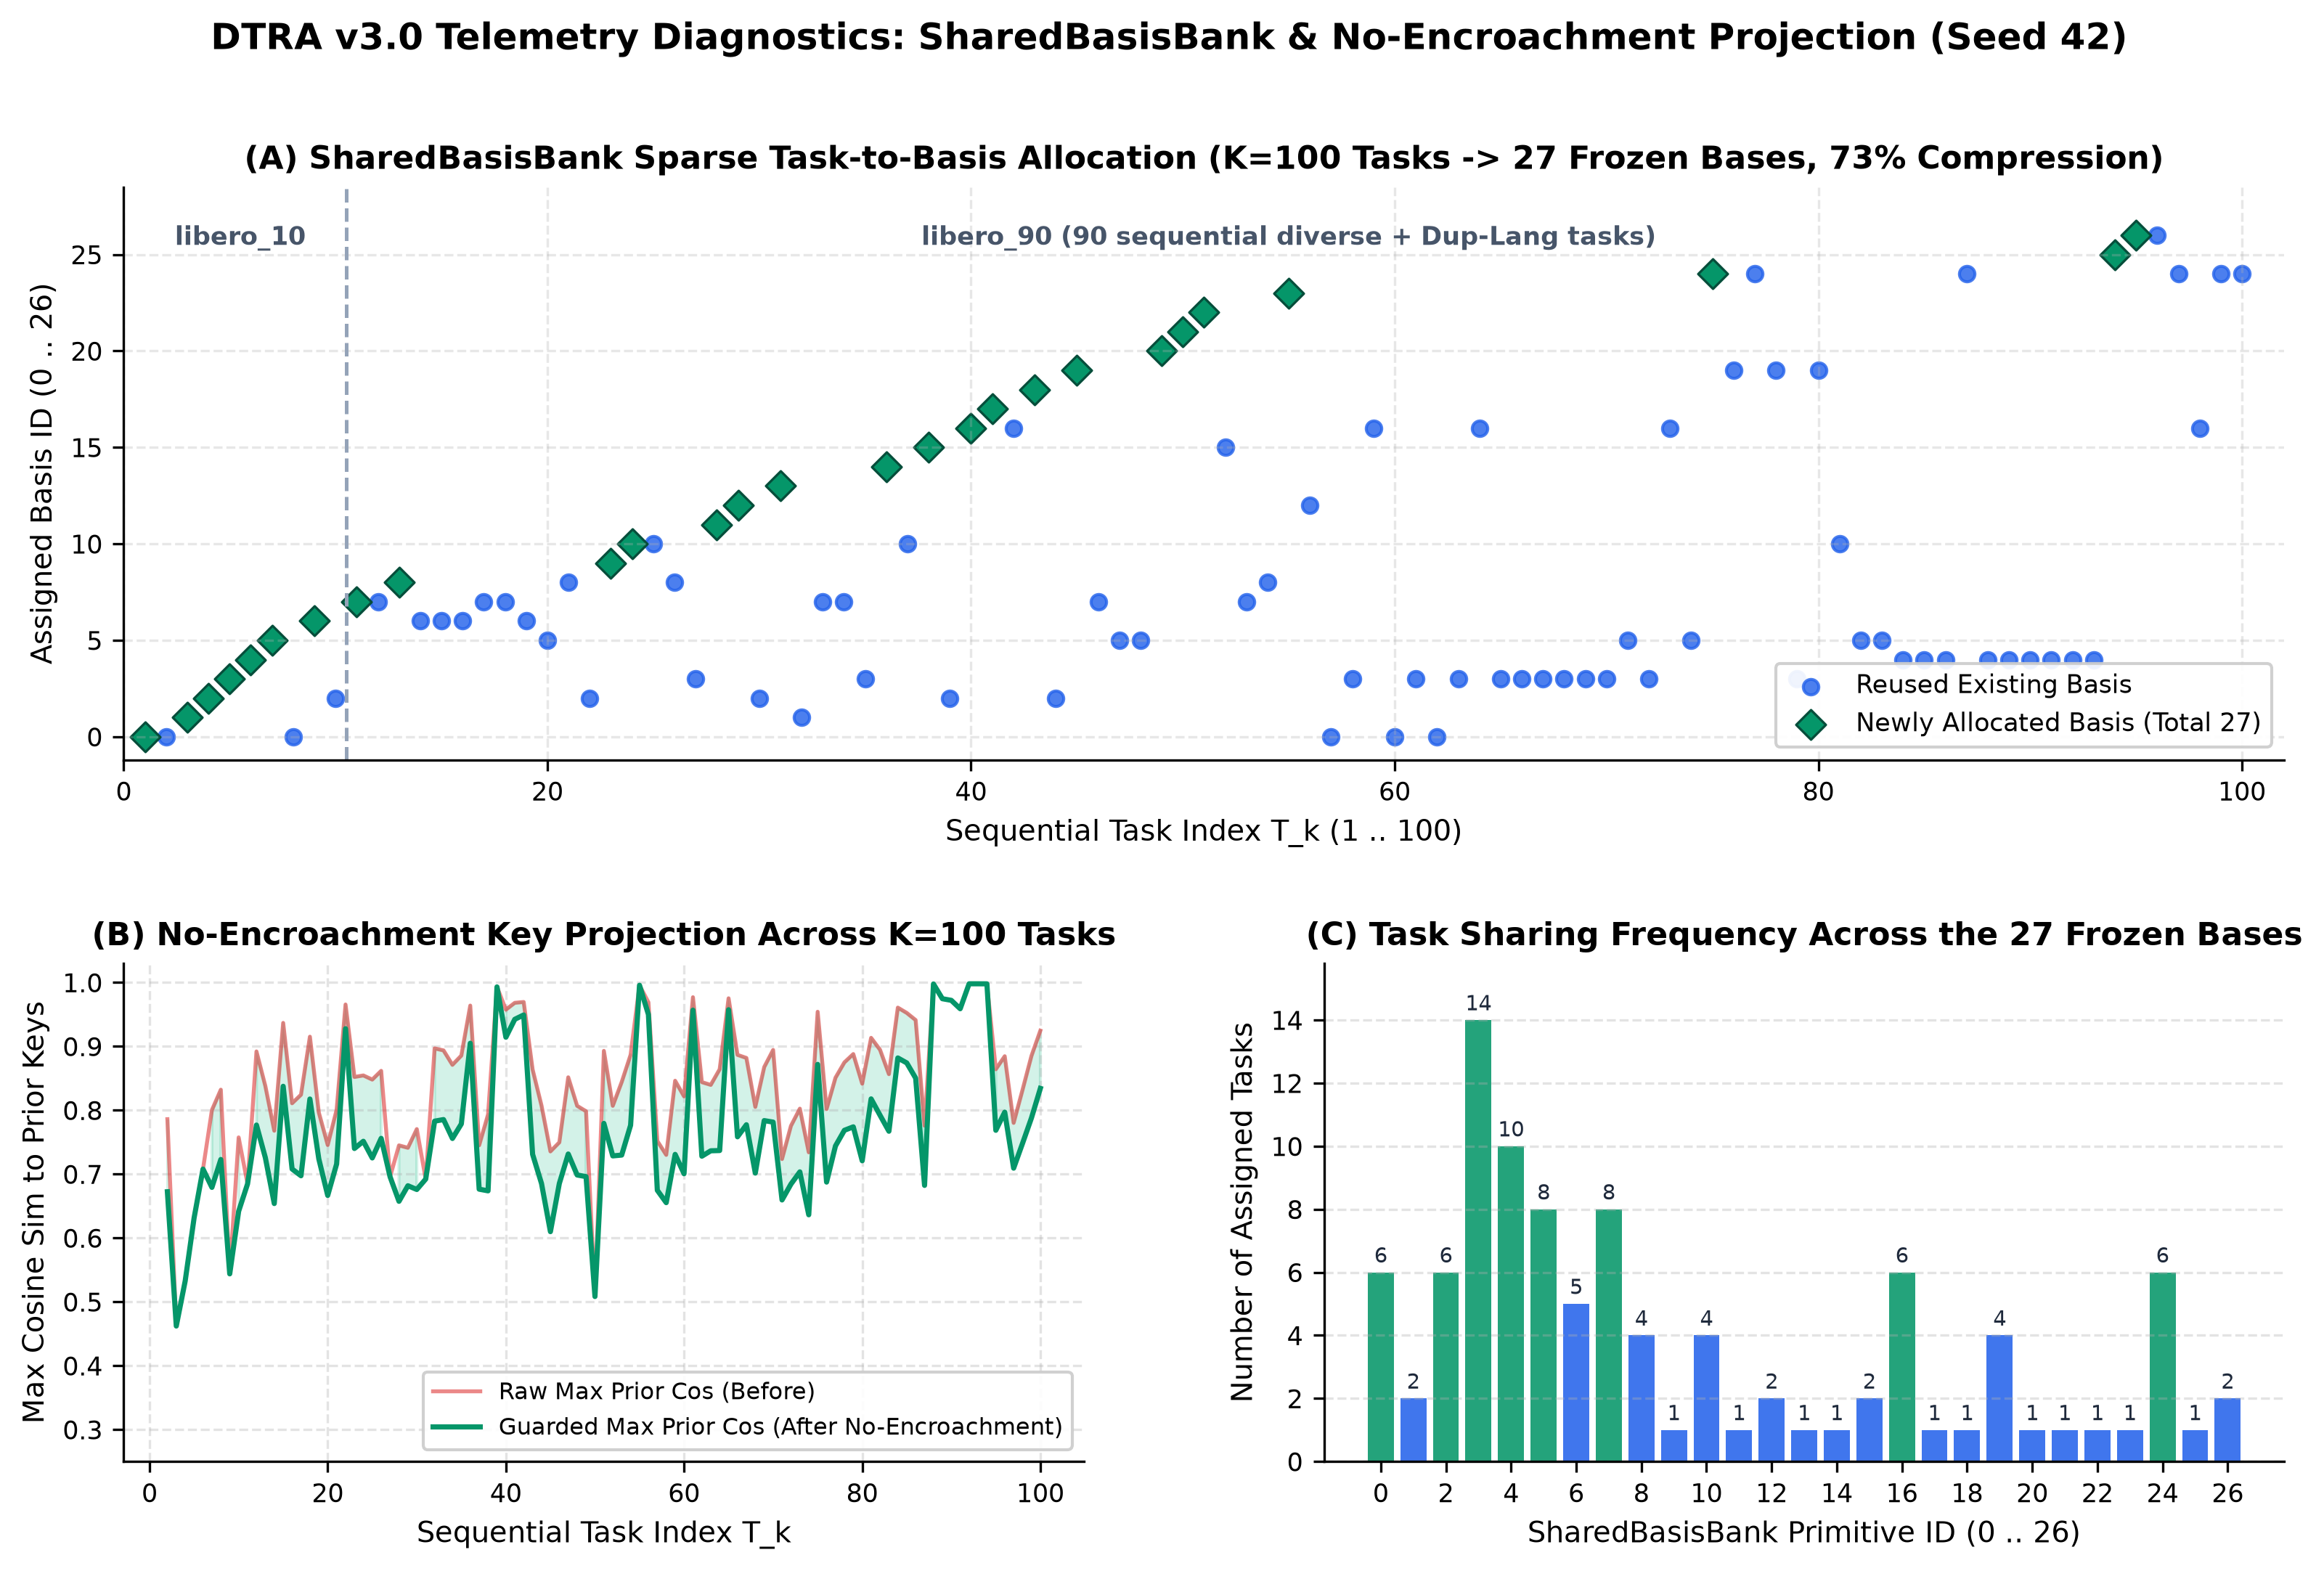 DTRA v3.0 Telemetry Diagnostics: SharedBasisBank & No-Encroachment Projection (Seed 42)
(A) SharedBasisBank Sparse Task-to-Basis Allocation (K=100 Tasks -> 27 Frozen Bases, 73% Compression)
libero_10
libero_90 (90 sequential diverse + Dup-Lang tasks)
Assigned Basis ID (0 .. 26)
25
20
15
10
5
0
Reused Existing Basis
Newly Allocated Basis (Total 27)
0 20 40 60 80 100
Sequential Task Index T_k (1 .. 100)
(B) No-Encroachment Key Projection Across K=100 Tasks
Max Cosine Sim to Prior Keys
1.0
0.9
0.8
0.7
0.6
0.5
0.4
0.3
Raw Max Prior Cos (Before)
Guarded Max Prior Cos (After No-Encroachment)
0 20 40 60 80 100
Sequential Task Index T_k
(C) Task Sharing Frequency Across the 27 Frozen Bases
Number of Assigned Tasks
14
12
10
8
6
4
2
0
6 2 6 14 10 8 5 8 4 1 4 1 2 1 1 2 6 1 1 4 1 1 1 1 6 1 2
0 2 4 6 8 10 12 14 16 18 20 22 24 26
SharedBasisBank Primitive ID (0 .. 26)